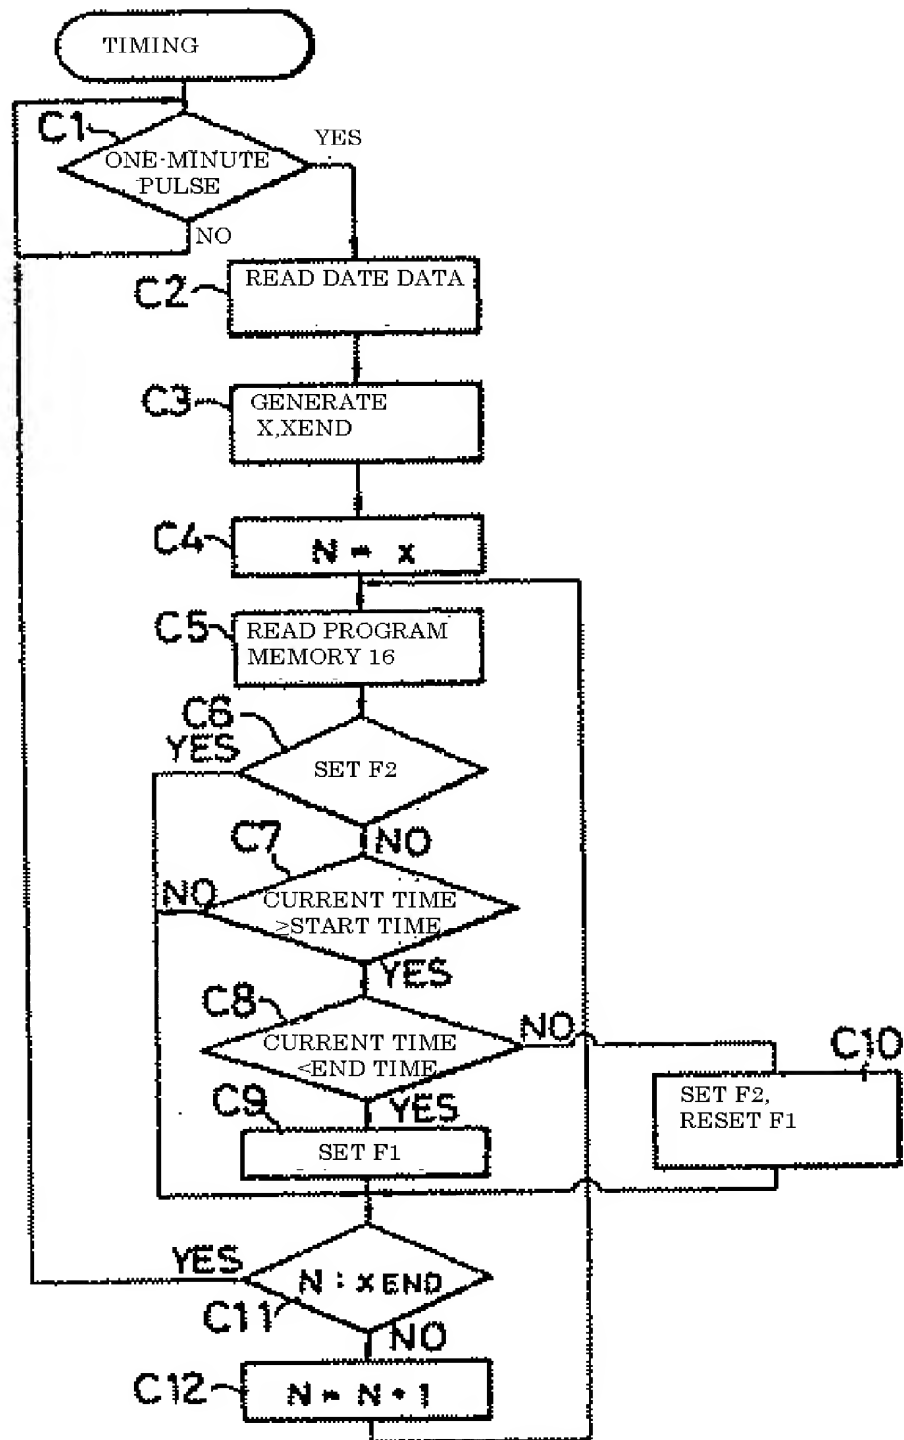 TIMING
C1
YES
ONE-MINUTE
PULSE
NO
C2
READ DATE DATA
C3
GENERATE
X,XEND
C4
N = X
C5
READ PROGRAM
MEMORY 16
C6
YES
SET F2
C7
NO
NO
CURRENT TIME
≥START TIME
YES
C8
NO
CURRENT TIME
<END TIME
C10
SET F2,
RESET F1
C9
YES
SET F1
YES
N : X END
C11
NO
C12
N = N + 1